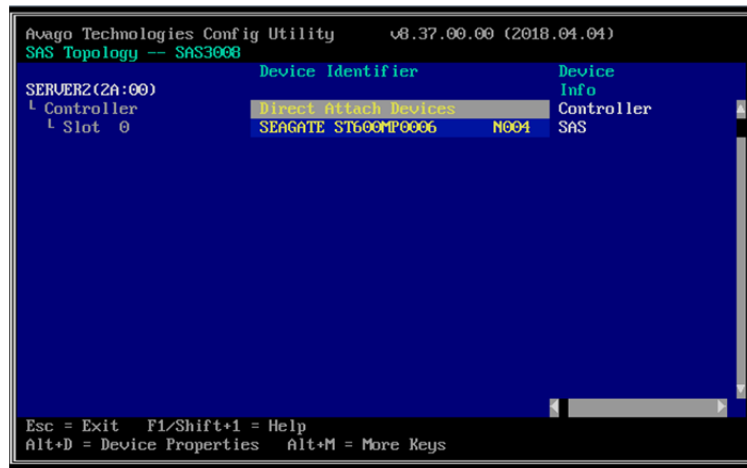 Avago Technologies Config Utility v8.37.00.00 (2018.04.04)
SAS Topology -- SAS3008
Device Identifier Device
SERVER2(2A:00) Info
└ Controller Direct Attach Devices Controller
└ Slot 0 SEAGATE ST600MP0006 N004 SAS
Esc = Exit F1/Shift+1 = Help
Alt+D = Device Properties Alt+M = More Keys